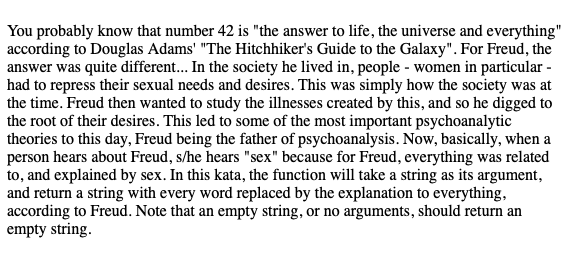 You probably know that number 42 is "the answer to life, the universe and everything"
according to Douglas Adams' "The Hitchhiker's Guide to the Galaxy". For Freud, the
answer was quite different... In the society he lived in, people - women in particular -
had to repress their sexual needs and desires. This was simply how the society was at
the time. Freud then wanted to study the illnesses created by this, and so he digged to
the root of their desires. This led to some of the most important psychoanalytic
theories to this day, Freud being the father of psychoanalysis. Now, basically, when a
person hears about Freud, s/he hears "sex" because for Freud, everything was related
to, and explained by sex. In this kata, the function will take a string as its argument,
and return a string with every word replaced by the explanation to everything,
according to Freud. Note that an empty string, or no arguments, should return an
empty string.